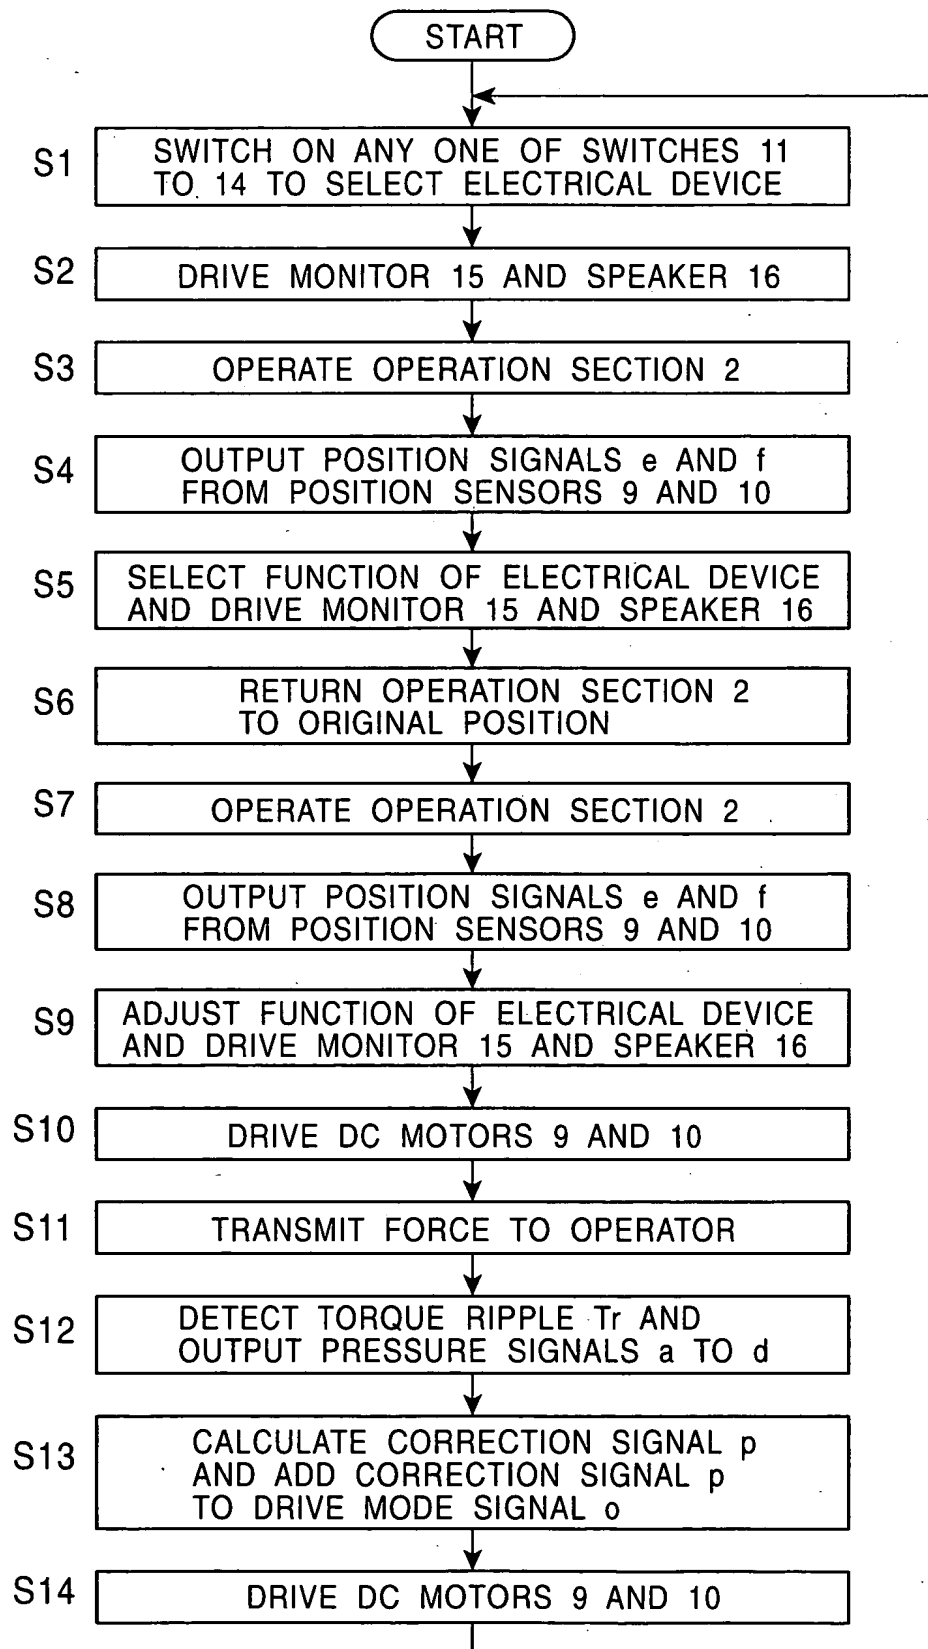 START
S1
SWITCH ON ANY ONE OF SWITCHES 11
TO 14 TO SELECT ELECTRICAL DEVICE
S2
DRIVE MONITOR 15 AND SPEAKER 16
S3
OPERATE OPERATION SECTION 2
S4
OUTPUT POSITION SIGNALS e AND f
FROM POSITION SENSORS 9 AND 10
S5
SELECT FUNCTION OF ELECTRICAL DEVICE
AND DRIVE MONITOR 15 AND SPEAKER 16
S6
RETURN OPERATION SECTION 2
TO ORIGINAL POSITION
S7
OPERATE OPERATION SECTION 2
S8
OUTPUT POSITION SIGNALS e AND f
FROM POSITION SENSORS 9 AND 10
S9
ADJUST FUNCTION OF ELECTRICAL DEVICE
AND DRIVE MONITOR 15 AND SPEAKER 16
S10
DRIVE DC MOTORS 9 AND 10
S11
TRANSMIT FORCE TO OPERATOR
S12
DETECT TORQUE RIPPLE Tr AND
OUTPUT PRESSURE SIGNALS a TO d
S13
CALCULATE CORRECTION SIGNAL p
AND ADD CORRECTION SIGNAL p
TO DRIVE MODE SIGNAL o
S14
DRIVE DC MOTORS 9 AND 10